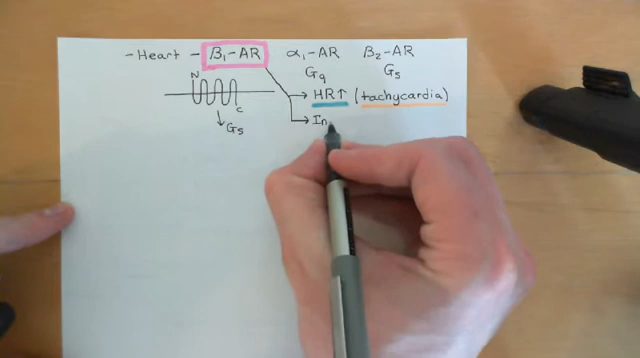 - Heart - β₁-AR α₁-AR β₂-AR
Gq Gs
N
HR↑ (tachycardia)
C
↓Gs
→ In